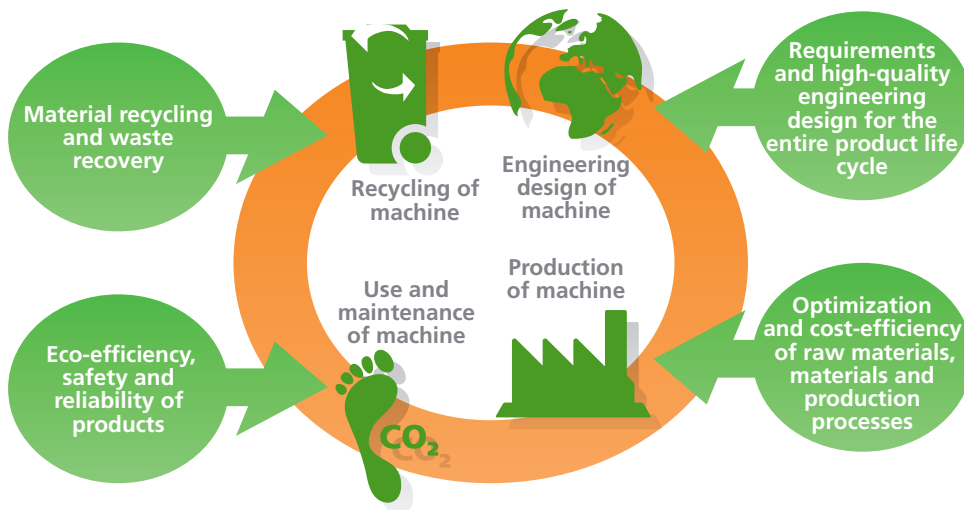 Material recycling
and waste
recovery
Recycling of
machine
Engineering
design of
machine
Requirements
and high-quality
engineering
design for the
entire product life
cycle
Eco-efficiency,
safety and
reliability of
products
Use and
maintenance
of machine
CO₂
Production
of machine
Optimization
and cost-efficiency
of raw materials,
materials and
production
processes